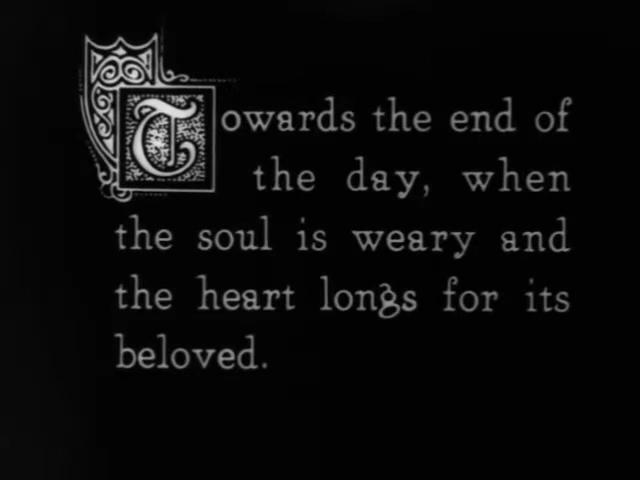 Towards the end of
the day, when
the soul is weary and
the heart longs for its
beloved.